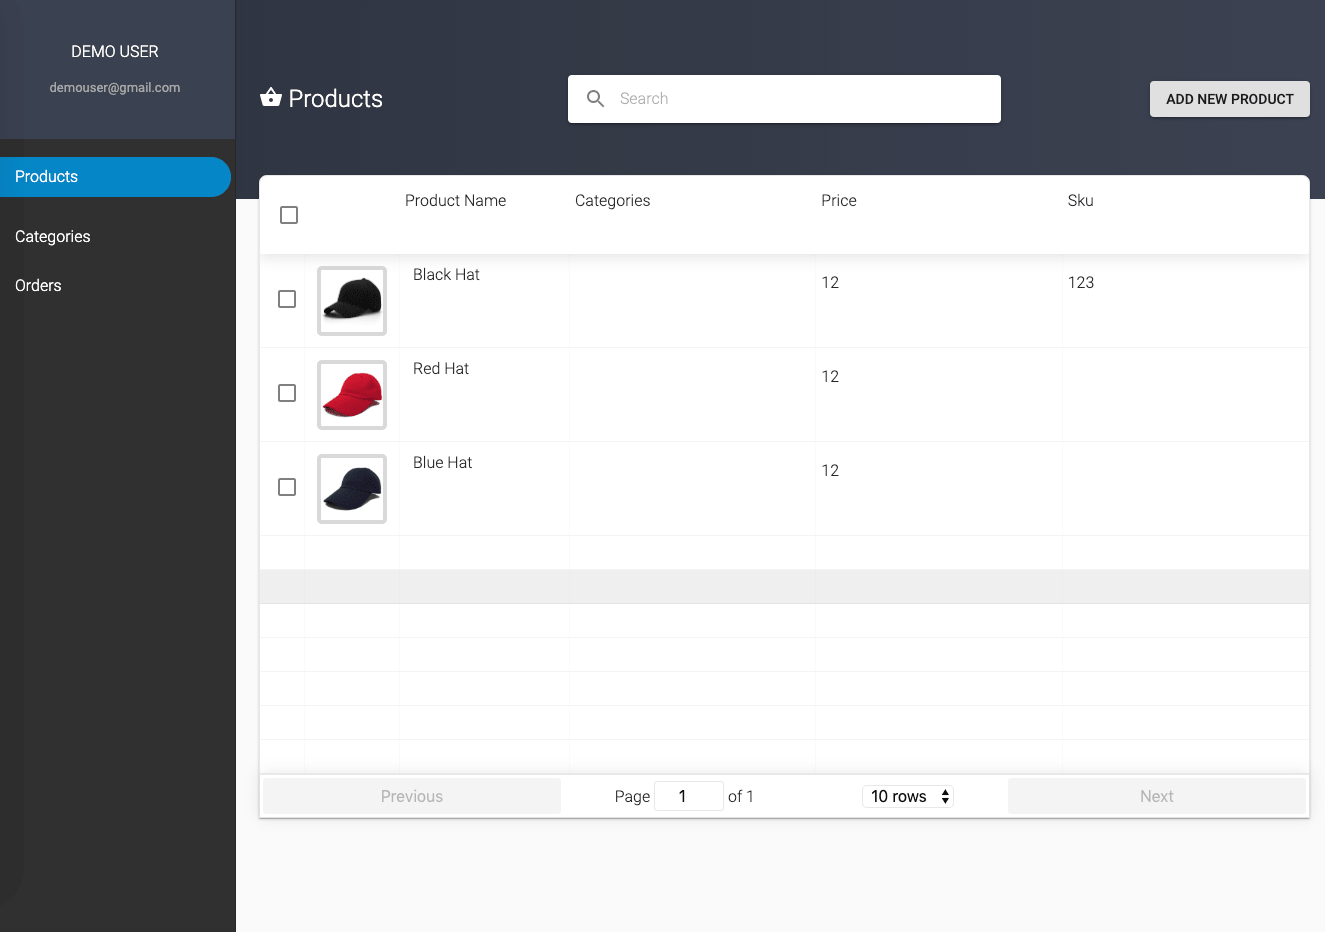 DEMO USER
demouser@gmail.com
Products
Categories
Orders
Products
Search
ADD NEW PRODUCT
Product Name Categories Price Sku
Black Hat 12 123
Red Hat 12
Blue Hat 12
Previous Page 1 of 1 10 rows Next